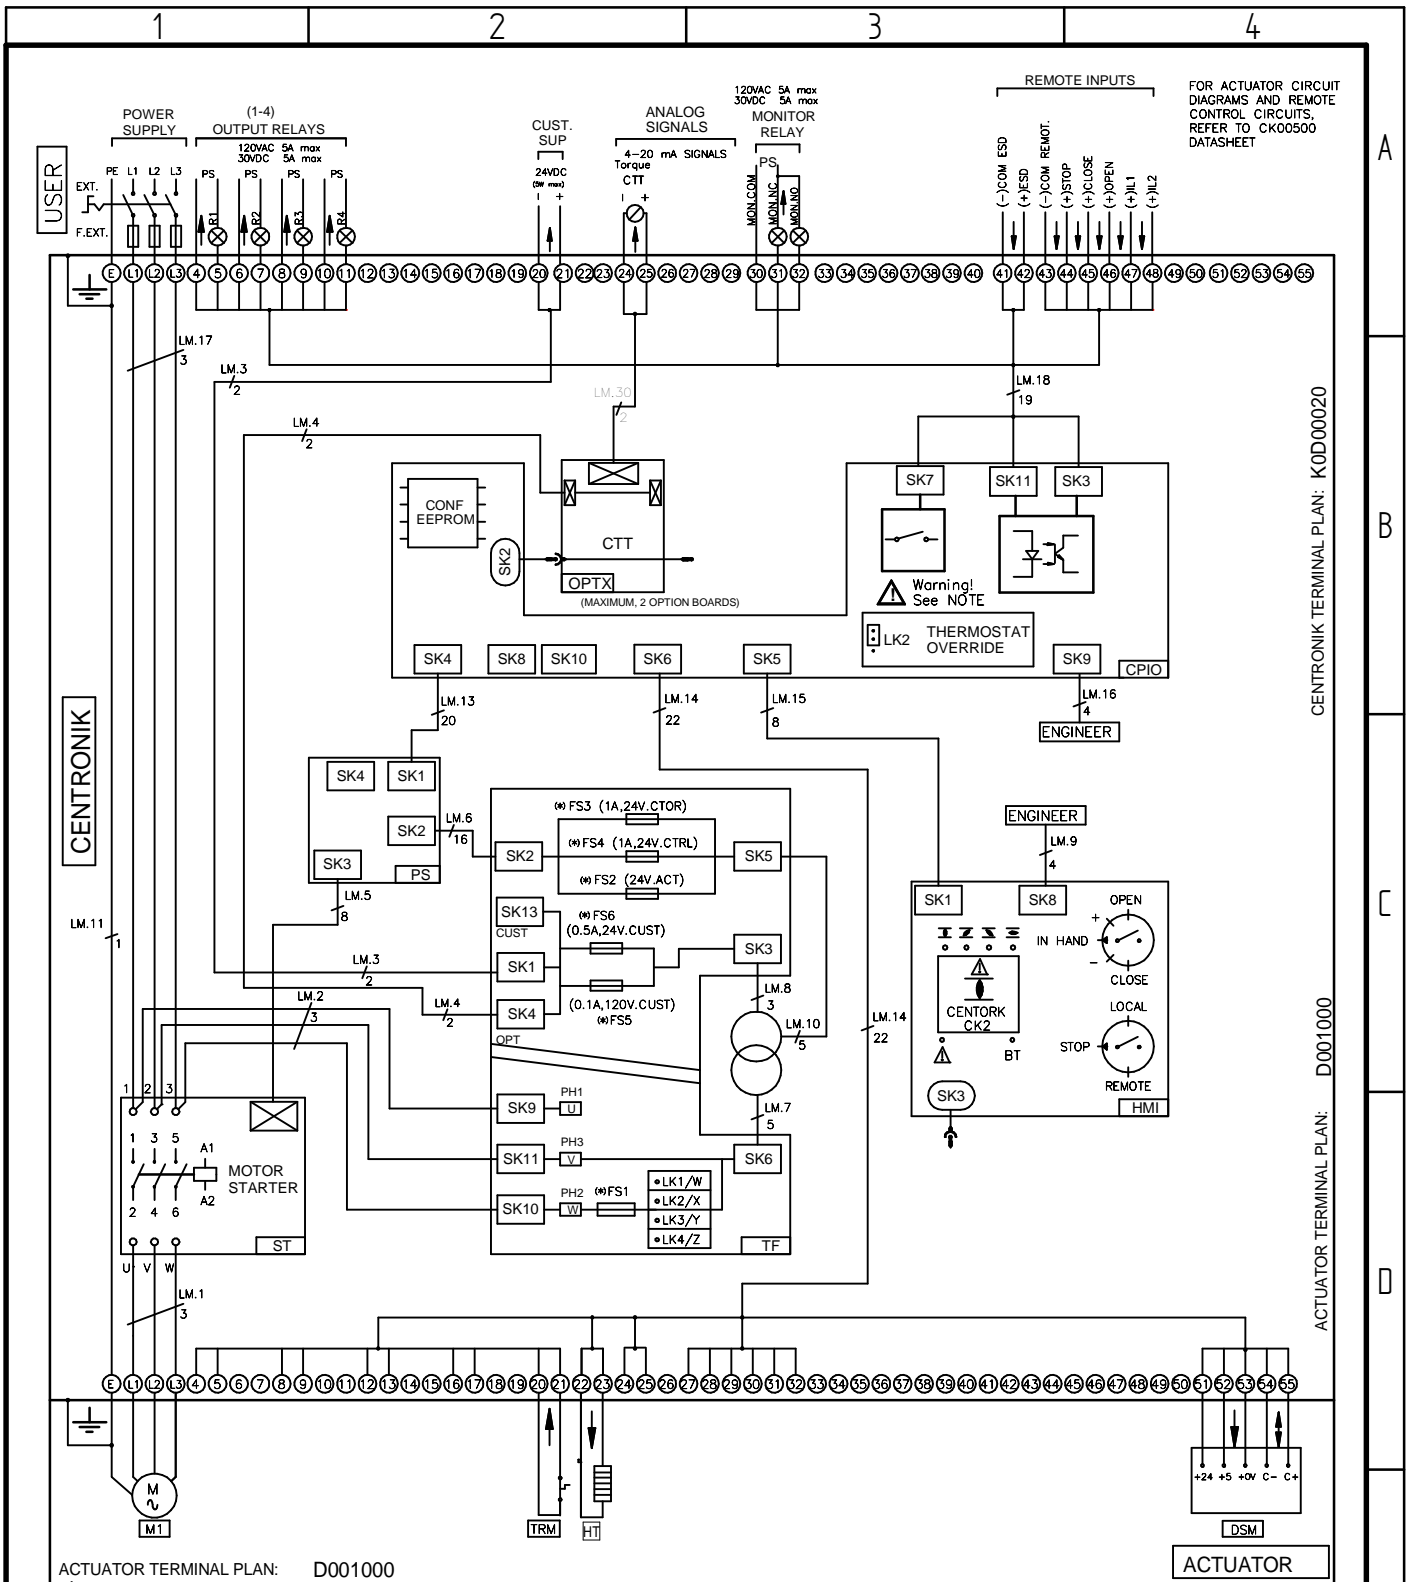 1 2 3 4
A
B
C
D
POWER SUPPLY
(1-4)
OUTPUT RELAYS
120VAC 5A max
30VDC 5A max
CUST. SUP
24VDC
(5W max)
- +
ANALOG SIGNALS
4-20 mA SIGNALS
Torque
CTT
- +
120VAC 5A max
30VDC 5A max
MONITOR RELAY
PS
MON.COM
MON.NC
MON.NO
REMOTE INPUTS
(-)COM ESD
(+)ESD
(-)COM REMOT.
(+)STOP
(+)CLOSE
(+)OPEN
(+)IL1
(+)IL2
FOR ACTUATOR CIRCUIT
DIAGRAMS AND REMOTE
CONTROL CIRCUITS,
REFER TO CK00500
DATASHEET
USER
PE L1 L2 L3
PS PS PS PS
EXT.
F.EXT.
R1 R2 R3 R4
E L1 L2 L3 4 5 6 7 8 9 10 11 12 13 14 15 16 17 18 19 20 21 22 23 24 25 26 27 28 29 30 31 32 33 34 35 36 37 38 39 40 41 42 43 44 45 46 47 48 49 50 51 52 53 54 55
LM.17
3
LM.3
2
LM.4
2
LM.30
2
LM.18
19
CENTRONIK TERMINAL PLAN: K0D00020
CONF EEPROM
SK2
CTT
OPTX
(MAXIMUM, 2 OPTION BOARDS)
SK7
SK11
SK3
Warning!
See NOTE
LK2
THERMOSTAT OVERRIDE
SK4
SK8
SK10
SK6
SK5
SK9
CPIO
LM.13
20
LM.14
22
LM.15
8
LM.16
4
ENGINEER
CENTRONIK
SK4
SK1
SK2
SK3
PS
LM.6
16
LM.5
8
(*)FS3 (1A,24V.CTOR)
(*)FS4 (1A,24V.CTRL)
(*)FS2 (24V.ACT)
SK2
SK5
SK13
CUST
(*)FS6
(0.5A,24V.CUST)
SK1
SK3
(0.1A,120V.CUST)
(*)FS5
SK4
OPT
LM.11
1
LM.3
2
LM.2
3
LM.4
2
LM.8
3
LM.10
5
LM.14
22
LM.7
5
ENGINEER
LM.9
4
SK1
SK8
OPEN
+
IN HAND
-
CLOSE
CENTORK
CK2
BT
LOCAL
STOP
REMOTE
SK3
HMI
D001000
ACTUATOR TERMINAL PLAN:
1 2 3
1 3 5
A1
MOTOR STARTER
A2
2 4 6
ST
U V W
SK9
PH1
U
SK11
PH3
V
SK6
SK10
PH2
W
(*)FS1
LK1/W
LK2/X
LK3/Y
LK4/Z
TF
LM.1
3
E L1 L2 L3 4 5 6 7 8 9 10 11 12 13 14 15 16 17 18 19 20 21 22 23 24 25 26 27 28 29 30 31 32 33 34 35 36 37 38 39 40 41 42 43 44 45 46 47 48 49 50 51 52 53 54 55
M
M1
TRM
HT
+24 +5 +0V C- C+
DSM
ACTUATOR TERMINAL PLAN: D001000
ACTUATOR